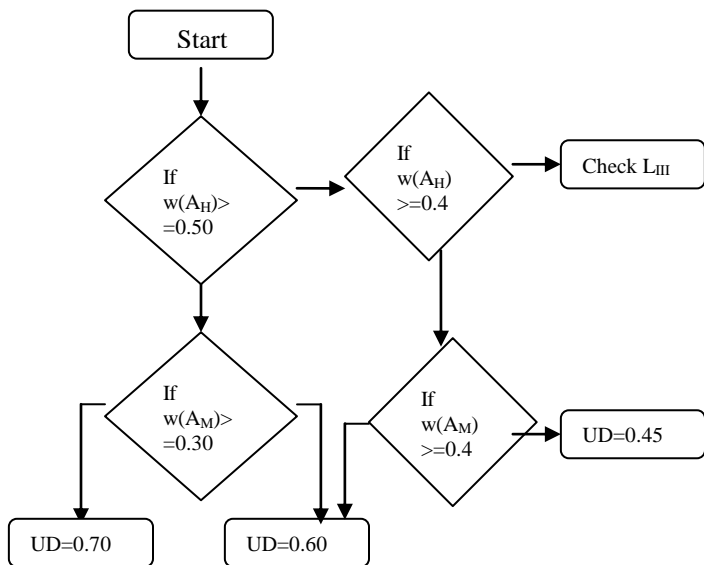 Start
If
w(A_H)>
=0.50
If
w(A_H)
>=0.4
Check L_III
If
w(A_M)>
=0.30
If
w(A_M)
>=0.4
UD=0.45
UD=0.70
UD=0.60